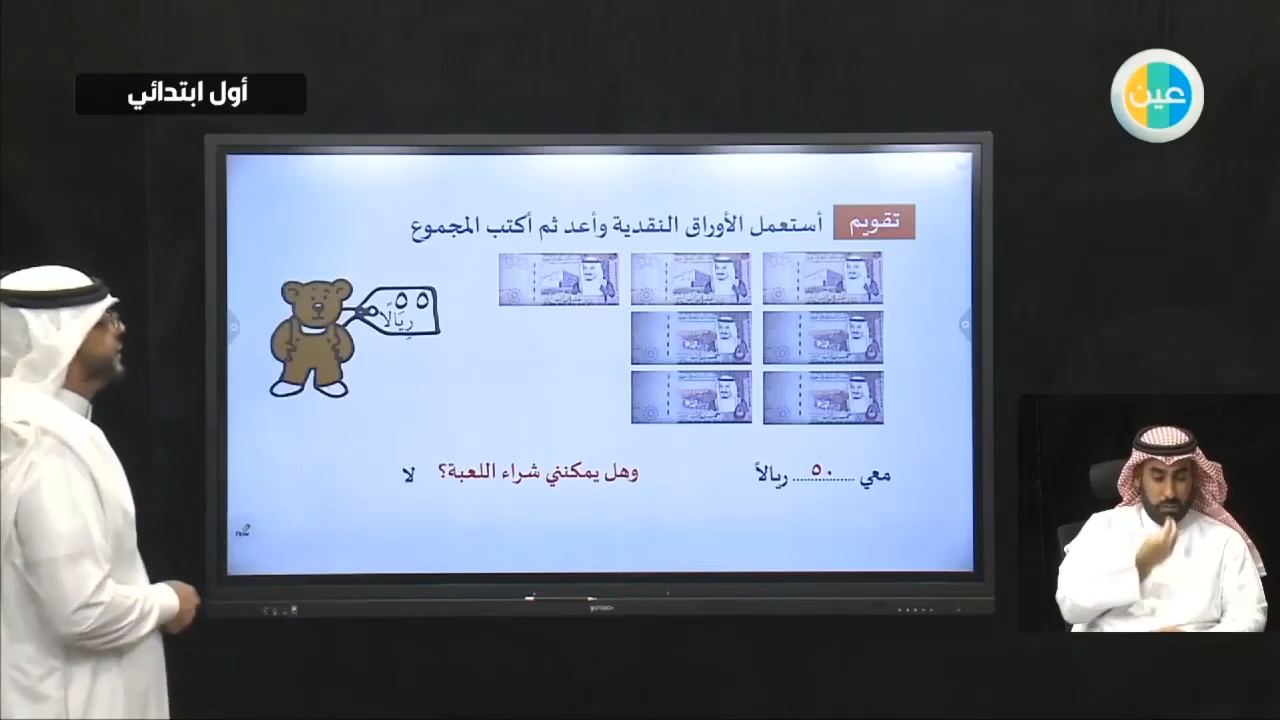 أول ابتدائي
عين
تقويم
أستعمل الأوراق النقدية وأعد ثم أكتب المجموع
٥٥
رِيَالًا
معي ..٥٠.. ريالاً
وهل يمكنني شراء اللعبة؟ لا